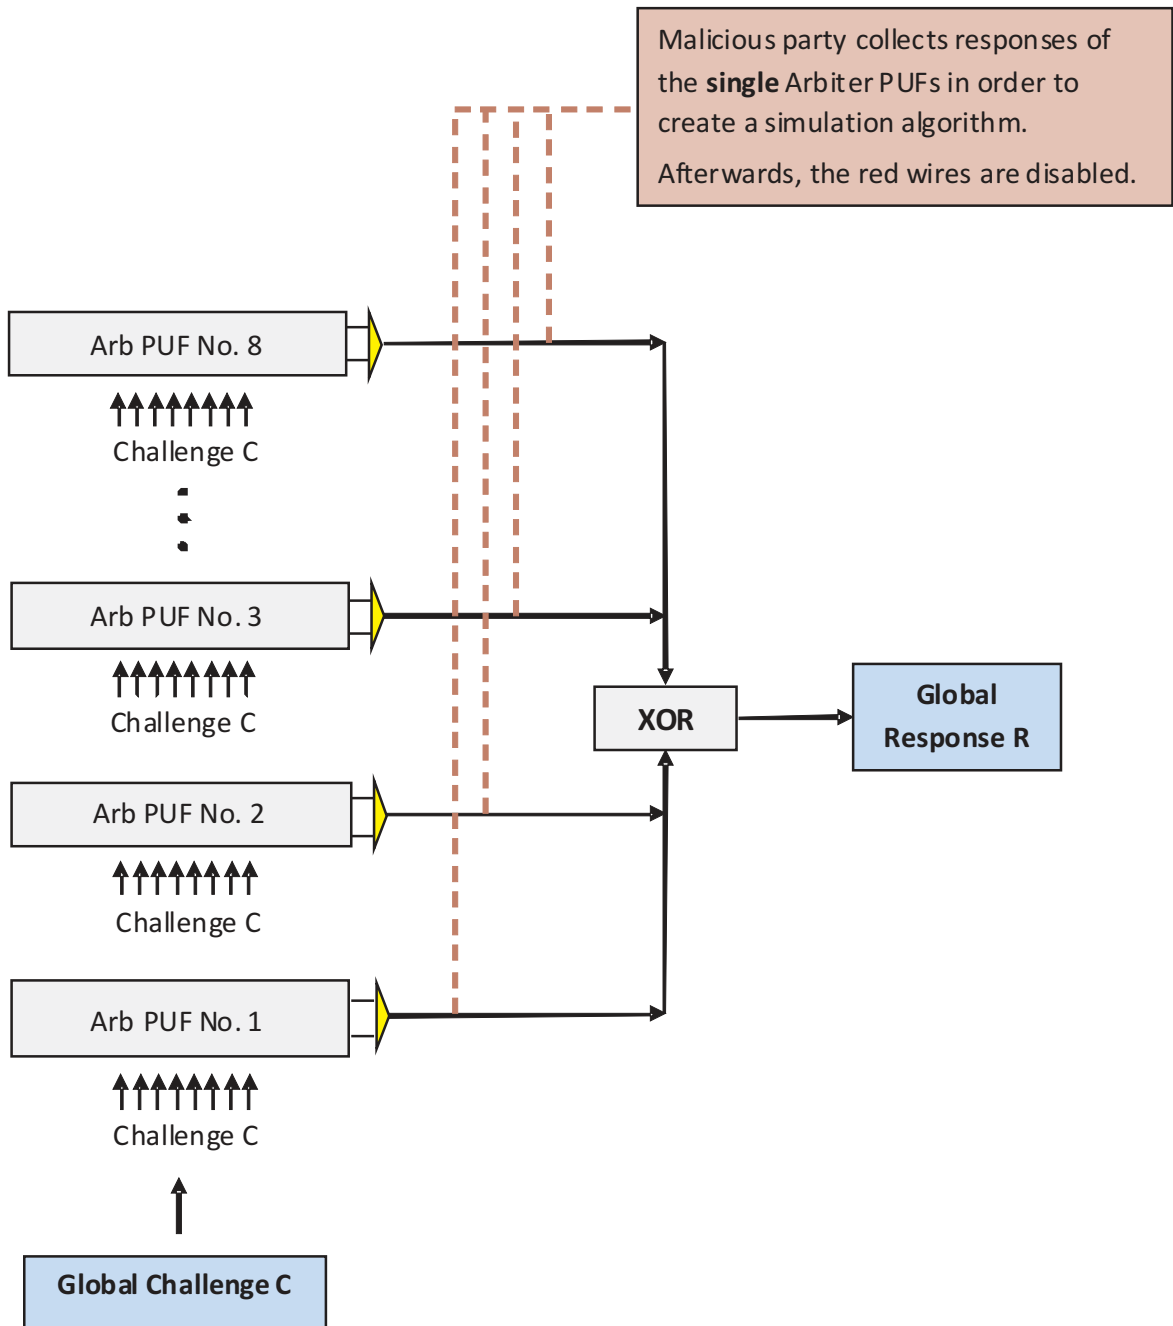 Malicious party collects responses of
the single Arbiter PUFs in order to
create a simulation algorithm.
Afterwards, the red wires are disabled.
Arb PUF No. 8
Challenge C
Arb PUF No. 3
Challenge C
XOR
Global
Response R
Arb PUF No. 2
Challenge C
Arb PUF No. 1
Challenge C
Global Challenge C